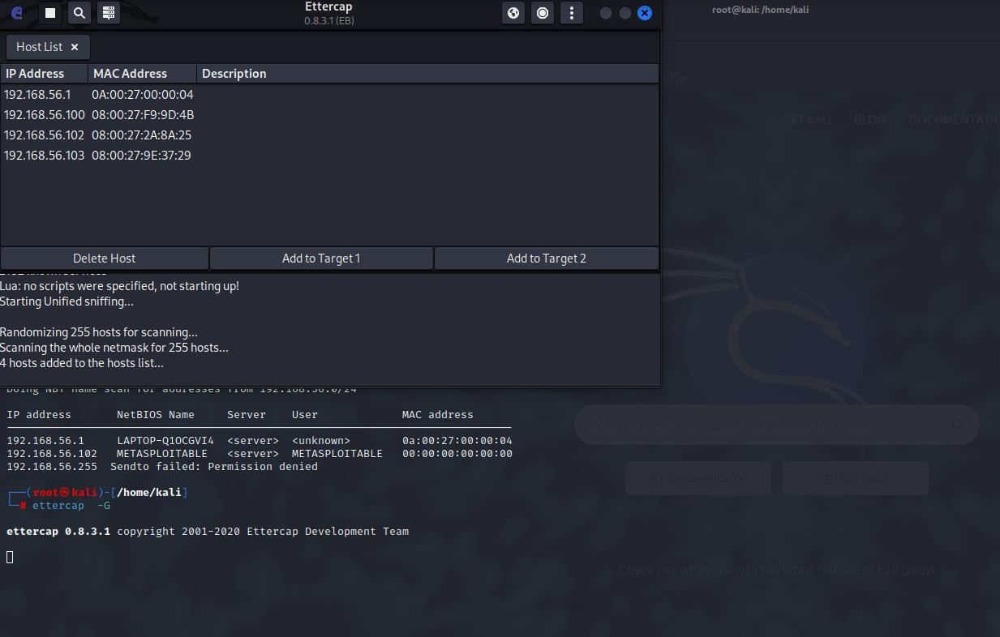 Ettercap
0.8.3.1 (EB)
root@kali: /home/kali
Host List ×
IP Address MAC Address Description
192.168.56.1 0A:00:27:00:00:04
192.168.56.100 08:00:27:F9:9D:4B
192.168.56.102 08:00:27:2A:8A:25
192.168.56.103 08:00:27:9E:37:29
Delete Host Add to Target 1 Add to Target 2
Lua: no scripts were specified, not starting up!
Starting Unified sniffing...
Randomizing 255 hosts for scanning...
Scanning the whole netmask for 255 hosts...
4 hosts added to the hosts list...
GET KALI BLOG DOCUMENTATIO
Doing NBT name scan for addresses from 192.168.56.0/24
IP address NetBIOS Name Server User MAC address
192.168.56.1 LAPTOP-Q1OCGVI4 <server> <unknown> 0a:00:27:00:00:04
192.168.56.102 METASPLOITABLE <server> METASPLOITABLE 00:00:00:00:00:00
192.168.56.255 Sendto failed: Permission denied
┌──(root㉿kali)-[/home/kali]
└─# ettercap -G
ettercap 0.8.3.1 copyright 2001-2020 Ettercap Development Team
Documentation Kali Tools
Check out what's new in the latest release of Kali Linux!